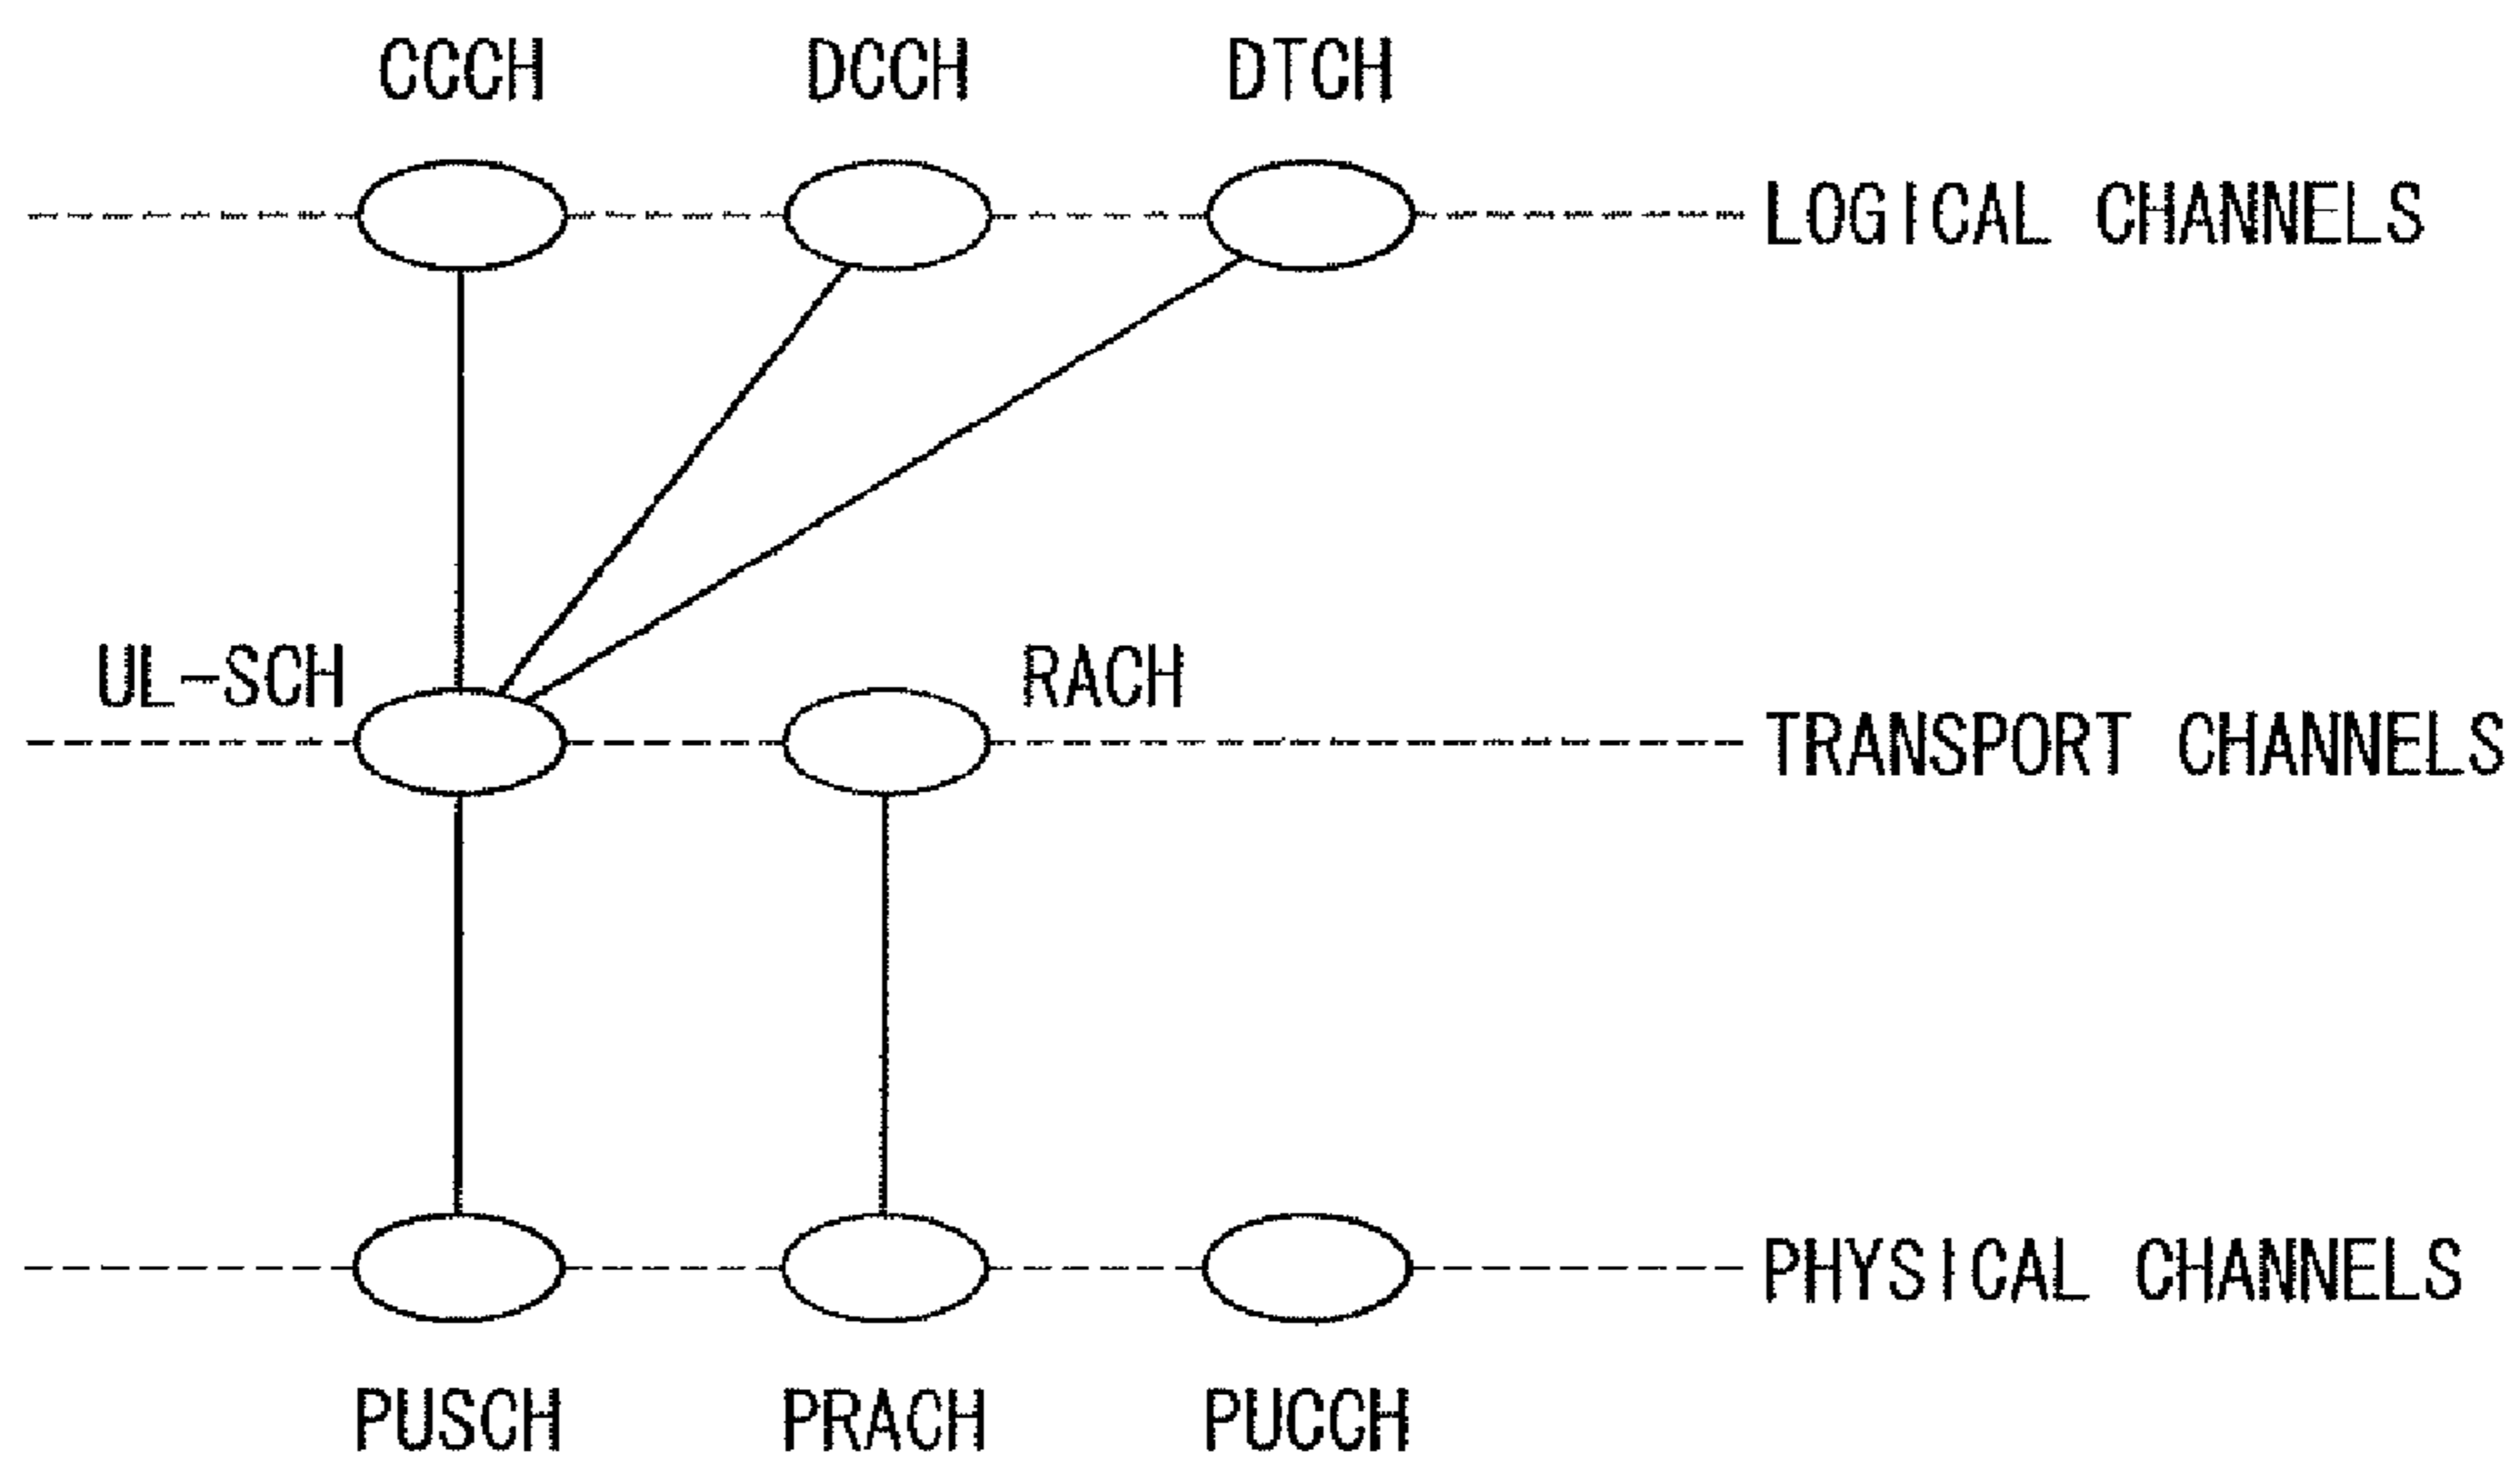 CCCH DCCH DTCH
LOGICAL CHANNELS
UL-SCH RACH
TRANSPORT CHANNELS
PHYSICAL CHANNELS
PUSCH PRACH PUCCH